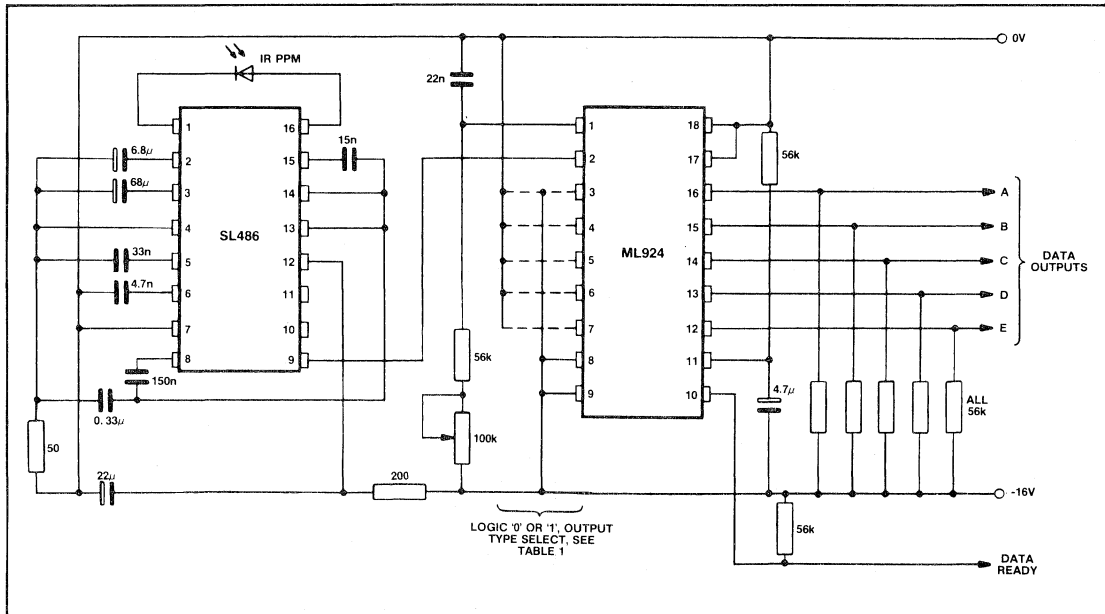 IR PPM
0V
22n
1
16
15n
6.8μ
2
15
68μ
3
14
4
13
SL486
33n
5
12
4.7n
6
11
7
10
8
9
150n
0.33μ
50
22μ
200
56k
100k
1
18
2
17
56k
3
16
A
4
15
B
ML924
5
14
C
DATA
OUTPUTS
6
13
D
7
12
E
8
11
9
10
4.7μ
ALL
56k
-16V
LOGIC '0' OR '1', OUTPUT
TYPE SELECT, SEE
TABLE 1
56k
DATA
READY